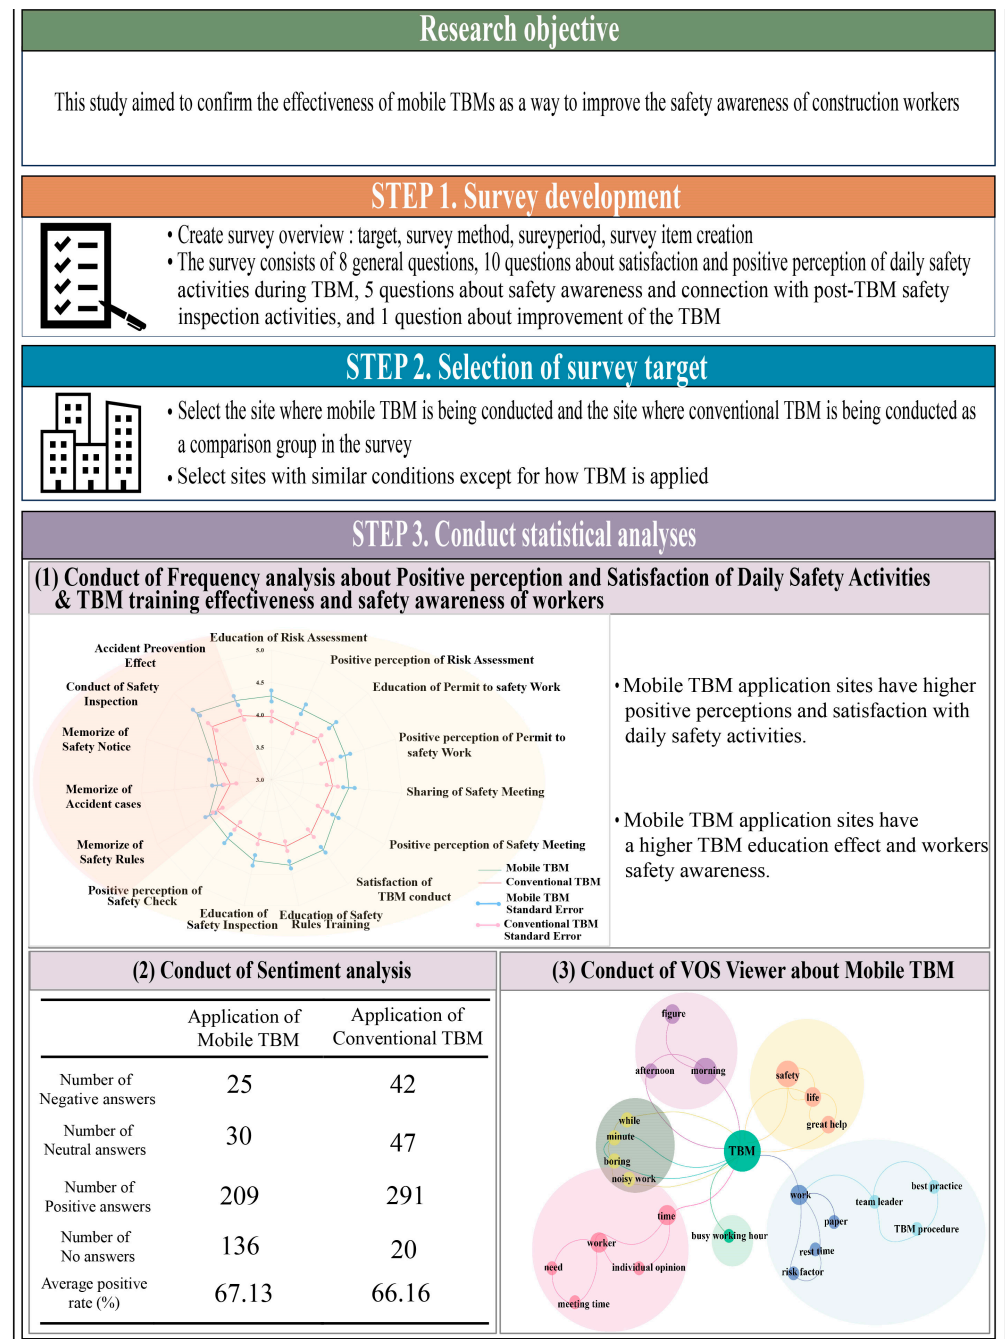 Research objective
This study aimed to confirm the effectiveness of mobile TBMs as a way to improve the safety awareness of construction workers
STEP 1. Survey development
• Create survey overview : target, survey method, sureyperiod, survey item creation
• The survey consists of 8 general questions, 10 questions about satisfaction and positive perception of daily safety
activities during TBM, 5 questions about safety awareness and connection with post-TBM safety
inspection activities, and 1 question about improvement of the TBM
STEP 2. Selection of survey target
• Select the site where mobile TBM is being conducted and the site where conventional TBM is being conducted as
a comparison group in the survey
• Select sites with similar conditions except for how TBM is applied
STEP 3. Conduct statistical analyses
(1) Conduct of Frequency analysis about Positive perception and Satisfaction of Daily Safety Activities
& TBM training effectiveness and safety awareness of workers
Education of Risk Assessment
Positive perception of Risk Assessment
Education of Permit to safety Work
Positive perception of Permit to
safety Work
Sharing of Safety Meeting
Positive perception of Safety Meeting
Satisfaction of
TBM conduct
Education of Safety
Rules Training
Education of
Safety Inspection
Positive perception of
Safety Check
Memorize of
Safety Rules
Memorize of
Accident cases
Memorize of
Safety Notice
Conduct of Safety
Inspection
Accident Preovention
Effect
5.0
4.5
4.0
3.5
3.0
Mobile TBM
Conventional TBM
Mobile TBM
Standard Error
Conventional TBM
Standard Error
• Mobile TBM application sites have higher
positive perceptions and satisfaction with
daily safety activities.
• Mobile TBM application sites have
a higher TBM education effect and workers
safety awareness.
(2) Conduct of Sentiment analysis
Application of
Mobile TBM
Application of
Conventional TBM
Number of
Negative answers
25
42
Number of
Neutral answers
30
47
Number of
Positive answers
209
291
Number of
No answers
136
20
Average positive
rate (%)
67.13
66.16
(3) Conduct of VOS Viewer about Mobile TBM
figure
afternoon
morning
safety
life
great help
while
minute
boring
noisy work
TBM
work
paper
rest time
risk factor
team leader
best practice
TBM procedure
busy working hour
time
worker
need
individual opinion
meeting time